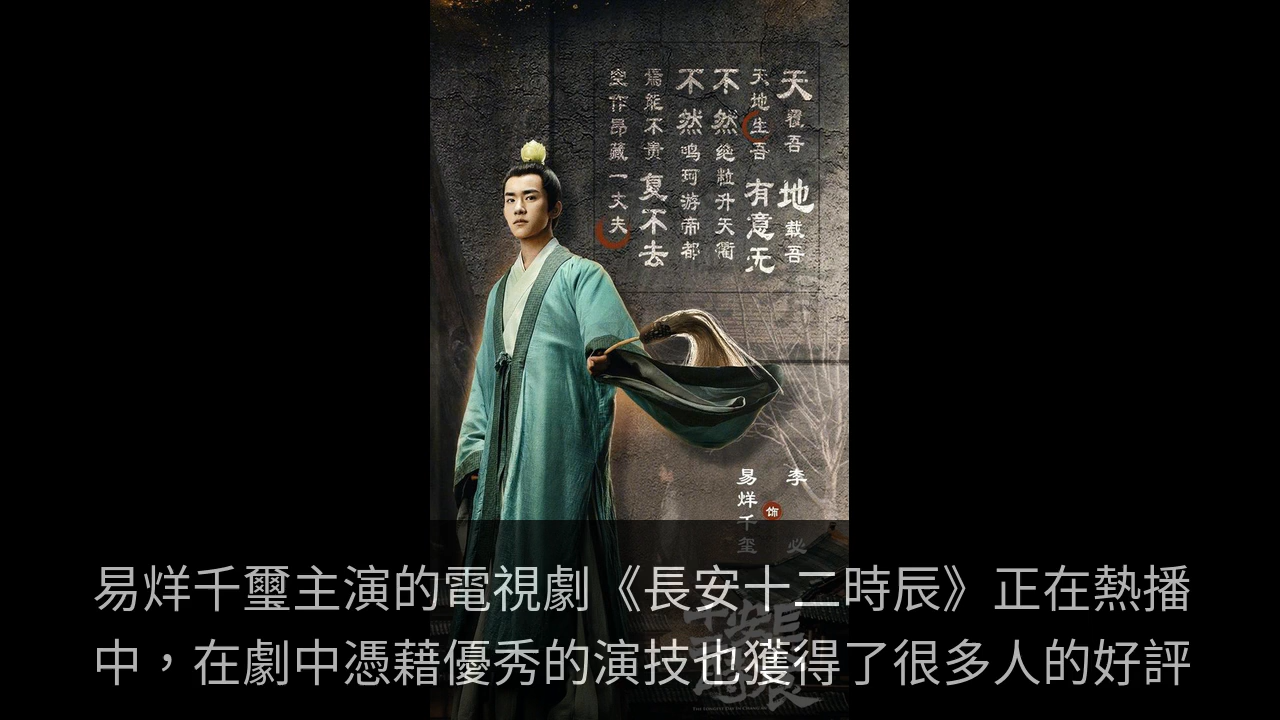 天覆吾 地载吾
天地生吾 有意无
不然绝粒升天衢
不然鸣珂游帝都
焉能不贵复不去
空作昂藏一丈夫
李必
饰
易烊千玺
易烊千璽主演的電視劇《長安十二時辰》正在熱播
中，在劇中憑藉優秀的演技也獲得了很多人的好評